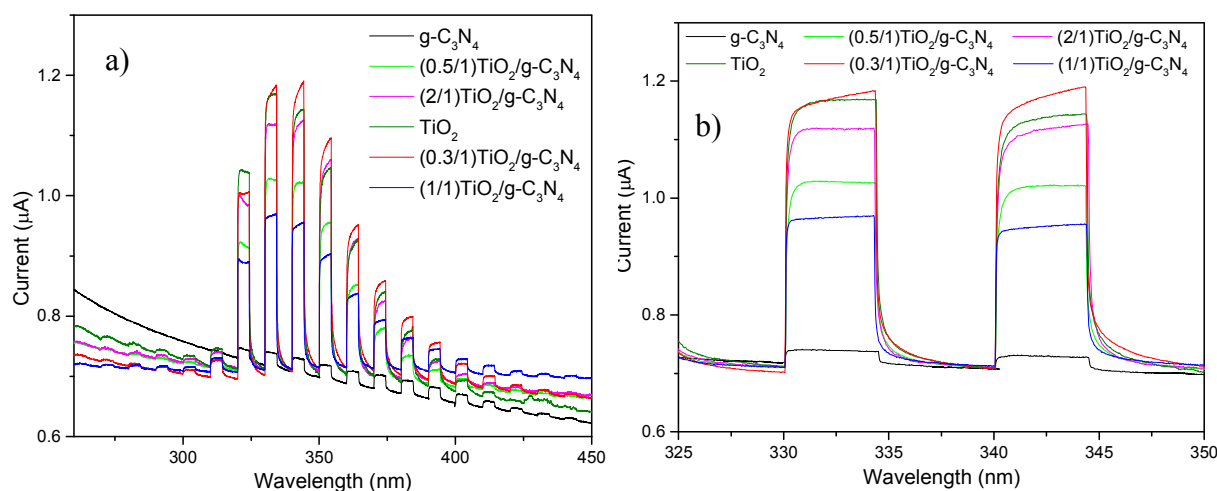 a)
g-C₃N₄
(0.5/1)TiO₂/g-C₃N₄
(2/1)TiO₂/g-C₃N₄
TiO₂
(0.3/1)TiO₂/g-C₃N₄
(1/1)TiO₂/g-C₃N₄
1.2
1.0
0.8
0.6
Current (µA)
300 350 400 450
Wavelength (nm)
b)
g-C₃N₄ (0.5/1)TiO₂/g-C₃N₄ (2/1)TiO₂/g-C₃N₄
TiO₂ (0.3/1)TiO₂/g-C₃N₄ (1/1)TiO₂/g-C₃N₄
1.2
1.0
0.8
0.6
Current (µA)
325 330 335 340 345 350
Wavelength (nm)